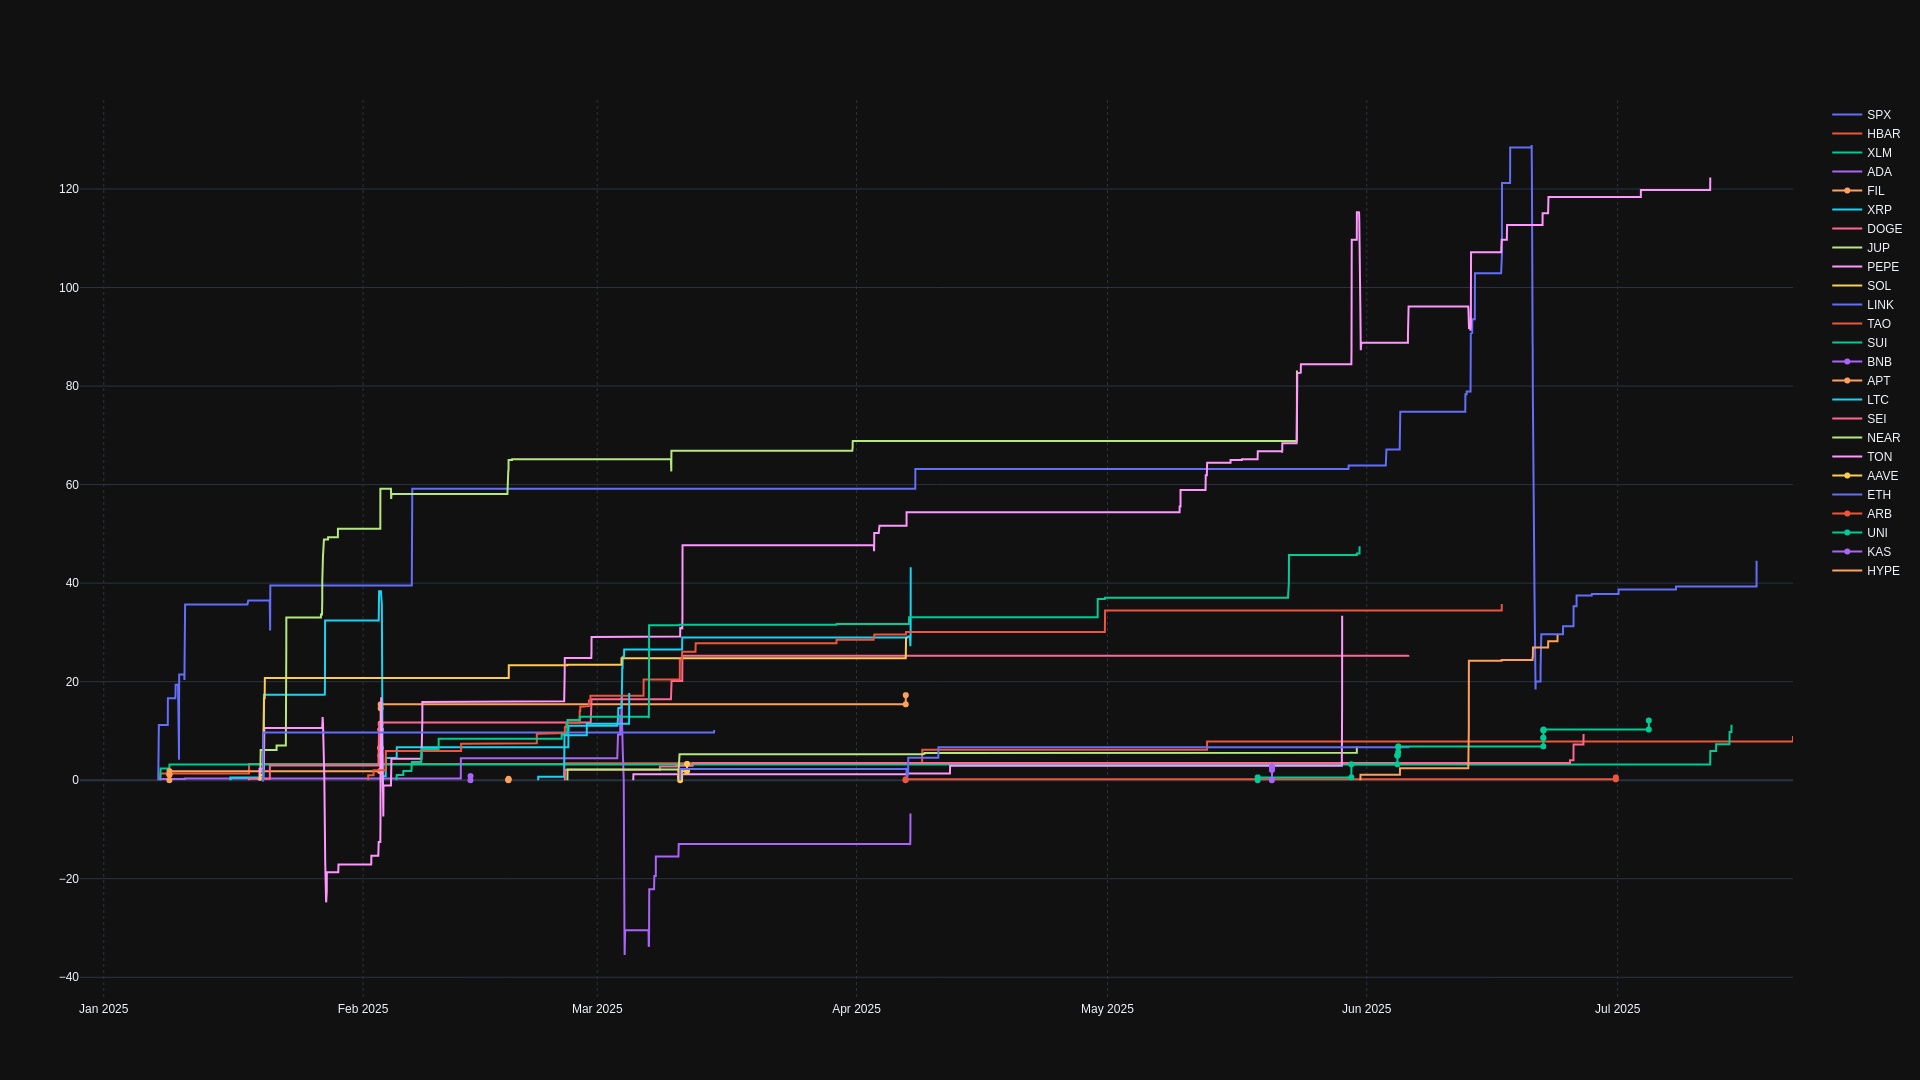 SPX
HBAR
XLM
ADA
FIL
XRP
DOGE
JUP
PEPE
SOL
LINK
TAO
SUI
BNB
APT
LTC
SEI
NEAR
TON
AAVE
ETH
ARB
UNI
KAS
HYPE
120
100
80
60
40
20
0
−20
−40
Jan 2025 Feb 2025 Mar 2025 Apr 2025 May 2025 Jun 2025 Jul 2025